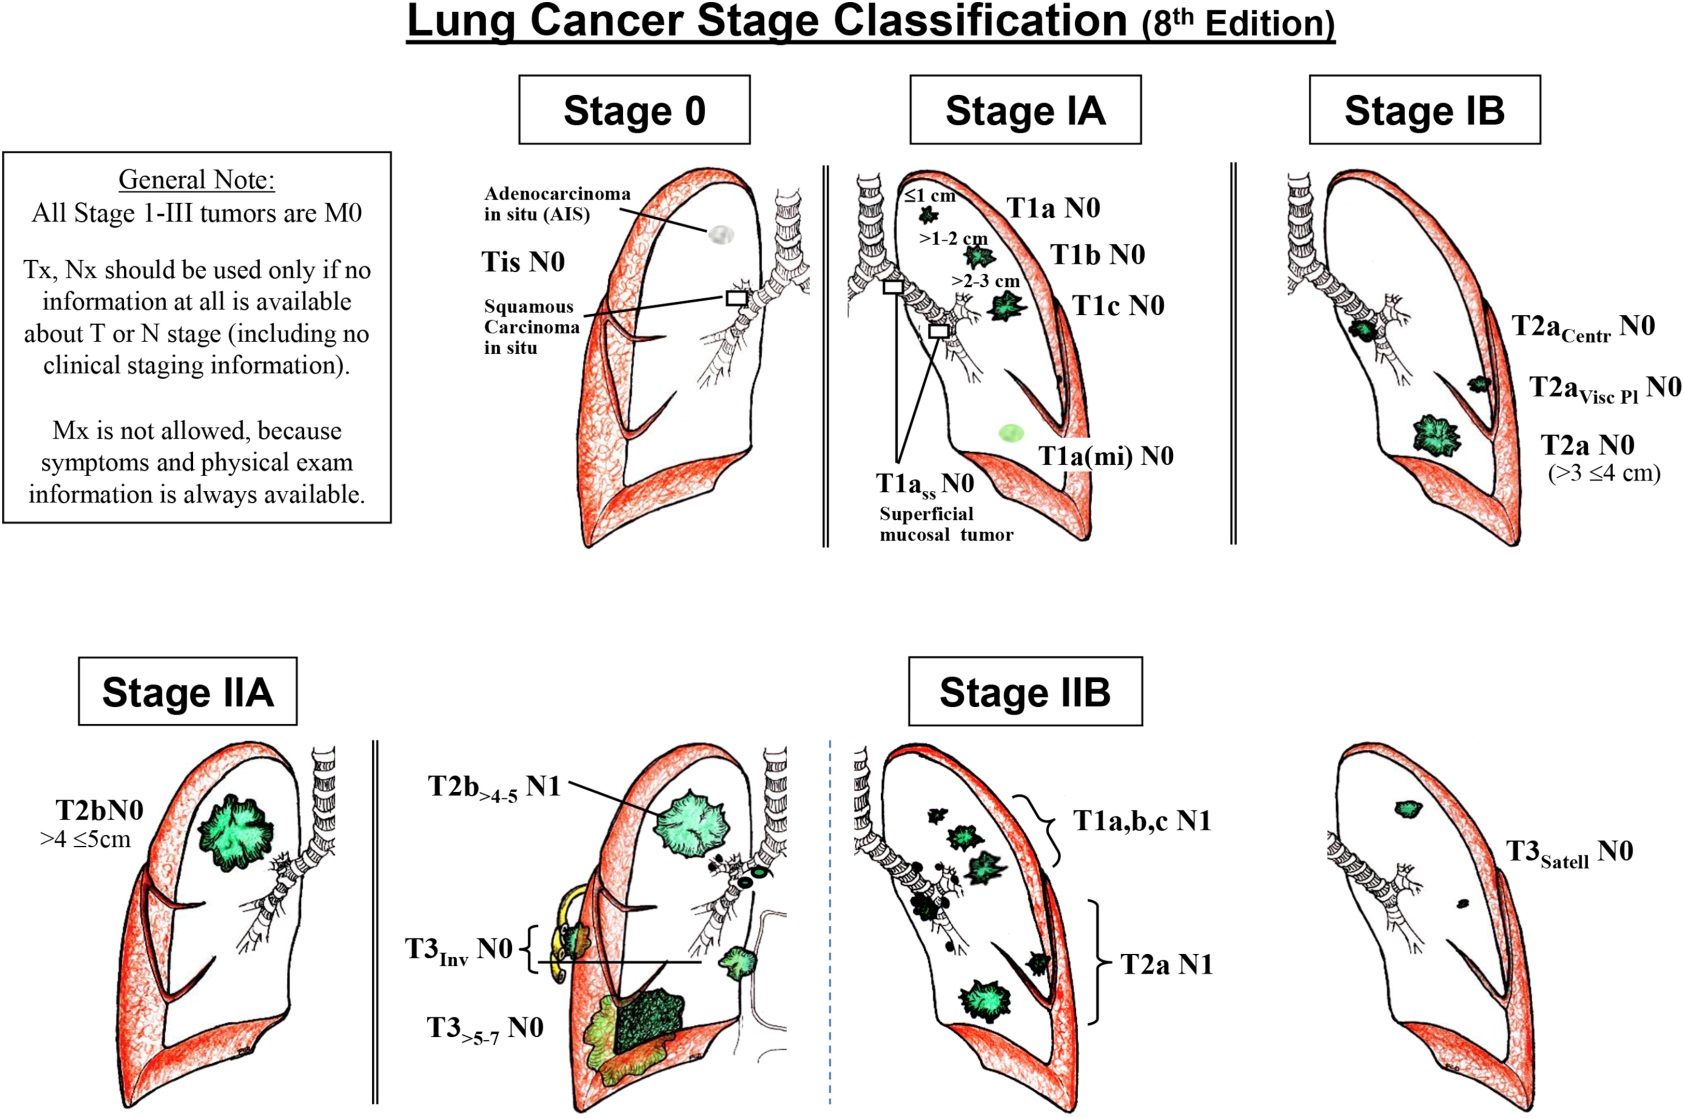 Lung Cancer Stage Classification (8th Edition)
Stage 0
Stage IA
Stage IB
General Note:
All Stage 1-III tumors are M0
Tx, Nx should be used only if no
information at all is available
about T or N stage (including no
clinical staging information).
Mx is not allowed, because
symptoms and physical exam
information is always available.
Adenocarcinoma
in situ (AIS)
Tis N0
Squamous
Carcinoma
in situ
≤1 cm
T1a N0
>1-2 cm
T1b N0
>2-3 cm
T1c N0
T1a(mi) N0
T1ass N0
Superficial
mucosal tumor
T2aCentr N0
T2aVisc Pl N0
T2a N0
(>3 ≤4 cm)
Stage IIA
Stage IIB
T2bN0
>4 ≤5cm
T2b>4-5 N1
T3Inv N0
T3>5-7 N0
T1a,b,c N1
T2a N1
T3Satell N0